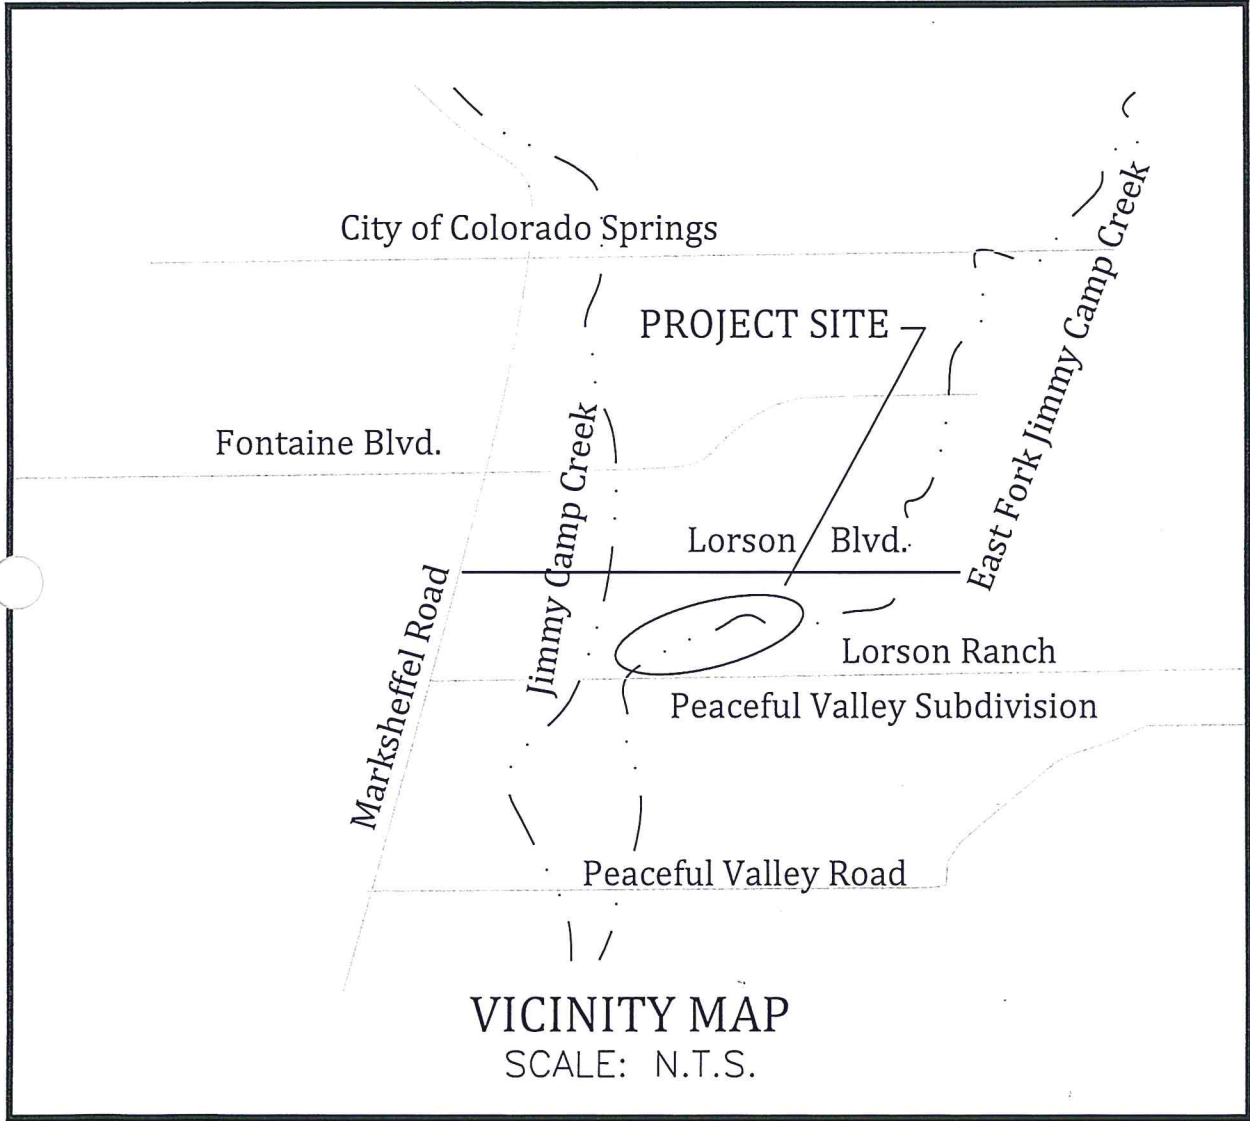 City of Colorado Springs
PROJECT SITE
East Fork Jimmy Camp Creek
Fontaine Blvd.
Jimmy Camp Creek
Lorson Blvd.
Marksheffel Road
Lorson Ranch
Peaceful Valley Subdivision
Peaceful Valley Road
VICINITY MAP
SCALE: N.T.S.